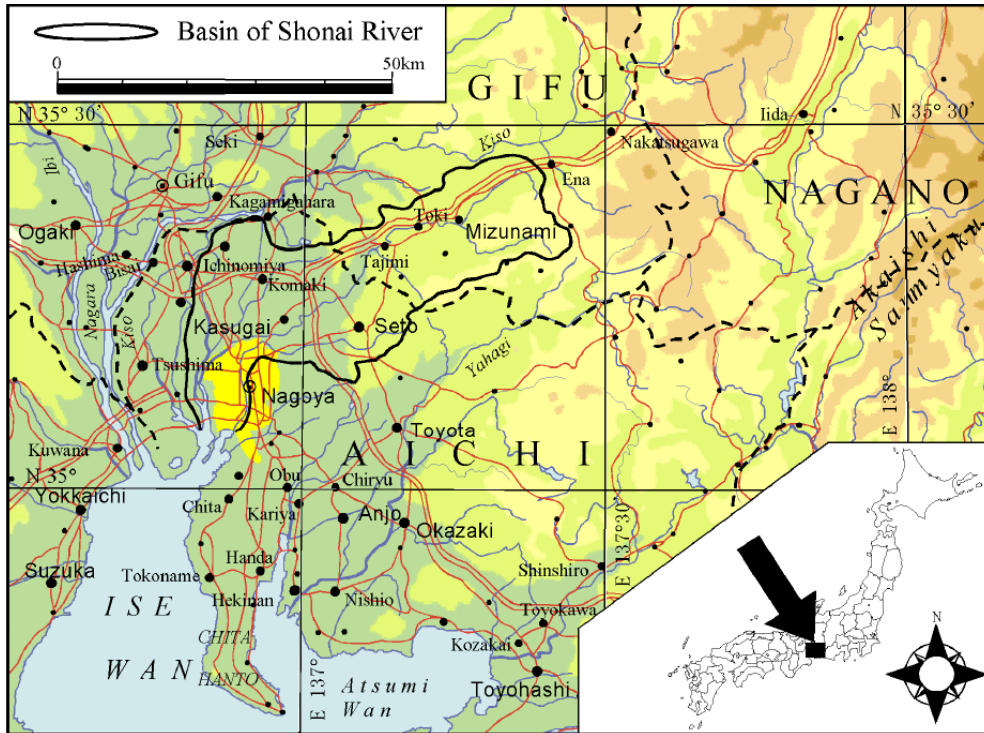 Basin of Shonai River
0
50km
GIFU
N 35° 30'
N 35° 30'
Seki
Kiso
Iida
Nakatsugawa
Ibi
Gifu
Ena
NAGANO
Kagamigahara
Ogaki
Toki
Mizunami
Hashima
Bisai
Ichinomiya
Tajimi
Akaishi
Sanmyaku
Komaki
Nagara
Kiso
Kasugai
Seto
Yahagi
Tsushima
Nagoya
E 138°
Toyota
Kuwana
AICHI
N 35°
Obu
Chiryu
Yokkaichi
Chita
Kariya
Anjo
Okazaki
E 137°30'
Handa
Shinshiro
Suzuka
Tokoname
Hekinan
Nishio
ISE
Toyokawa
CHITA
Kozakai
WAN
HANTO
E 137°
Atsumi
Wan
Toyohashi
N